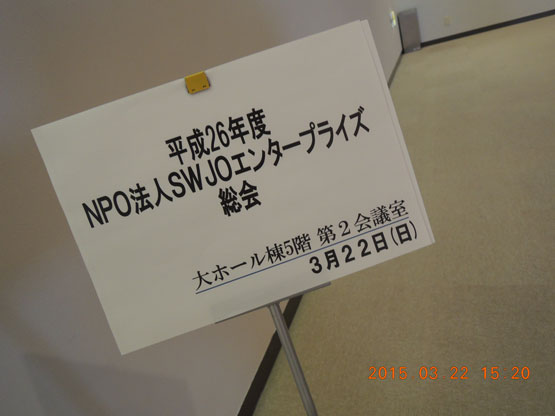 平成26年度
NPO法人SWJOエンタープライズ
総会
大ホール棟5階 第2会議室
3月22日(日)
2015.03.22 15:20